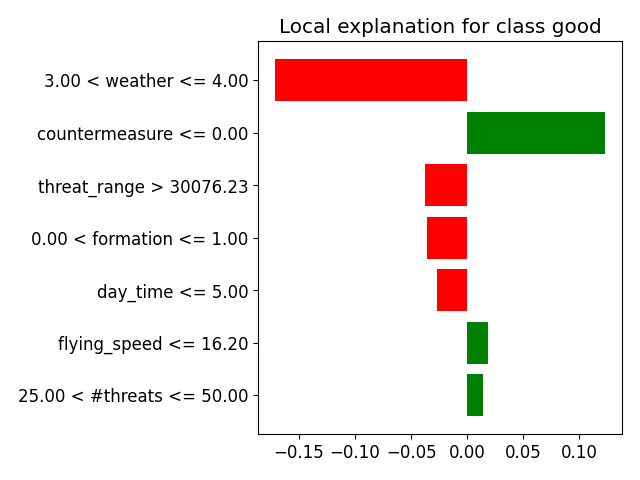 Local explanation for class good
3.00 < weather <= 4.00
countermeasure <= 0.00
threat_range > 30076.23
0.00 < formation <= 1.00
day_time <= 5.00
flying_speed <= 16.20
25.00 < #threats <= 50.00
−0.15 −0.10 −0.05 0.00 0.05 0.10